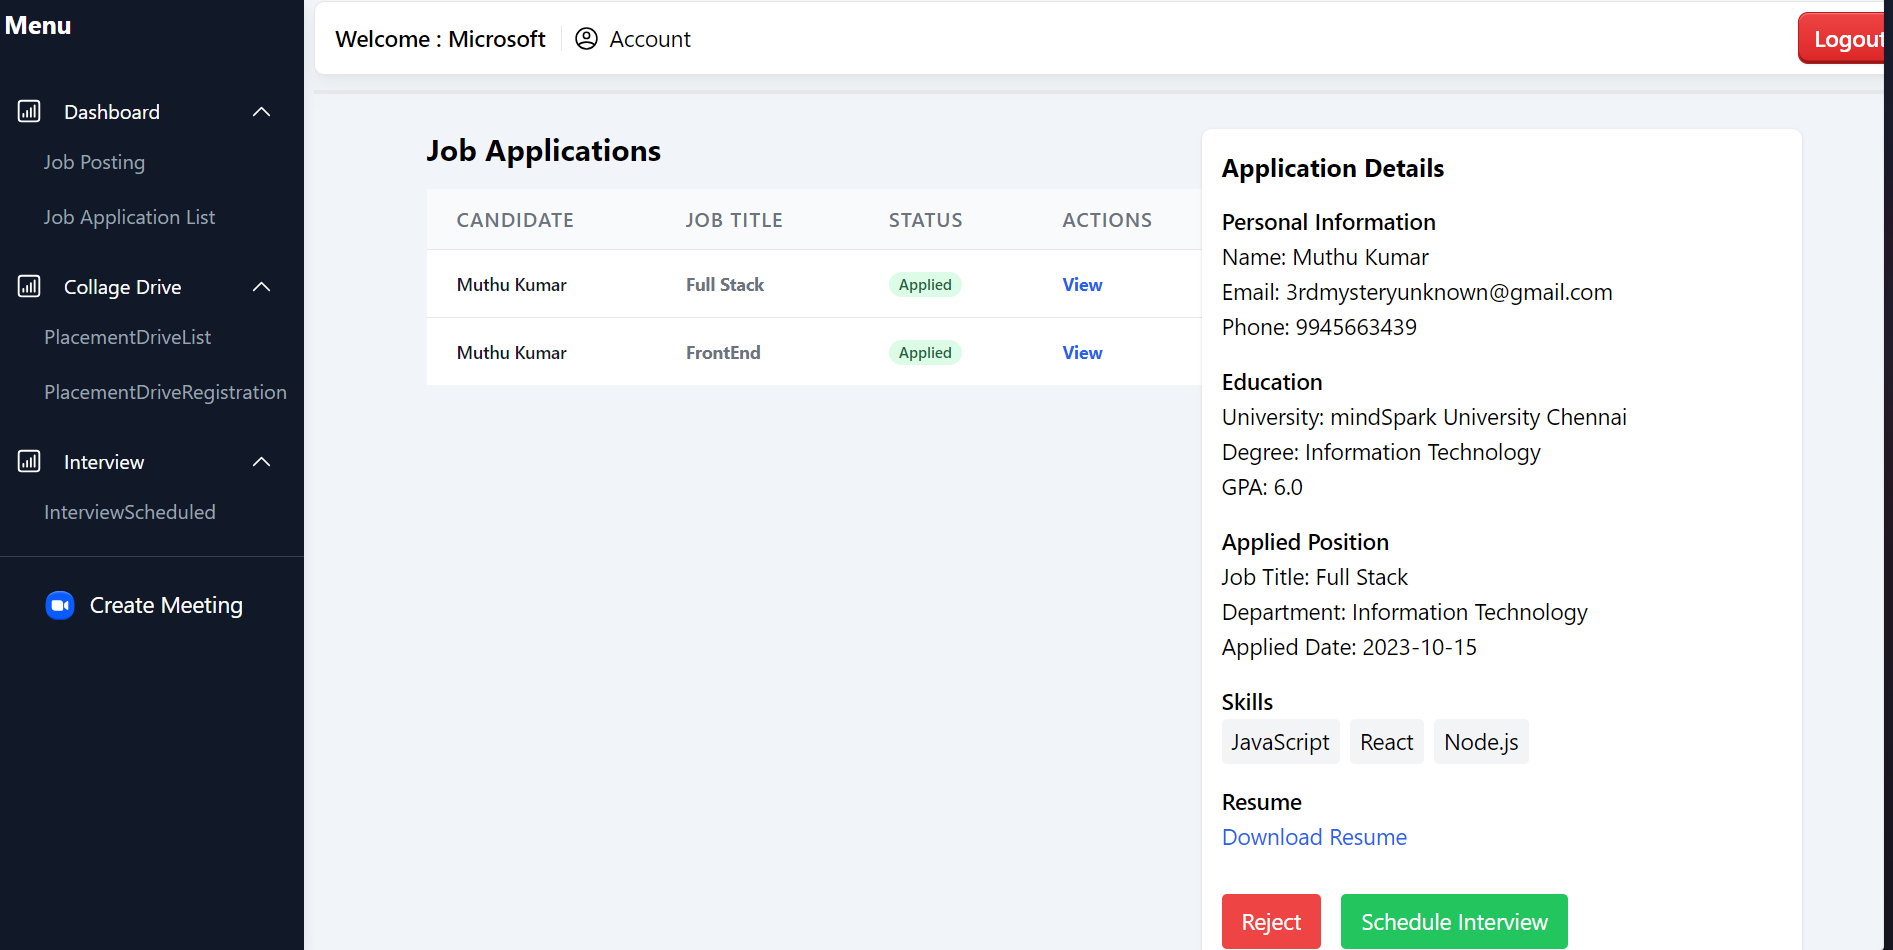 Menu
Dashboard
Job Posting
Job Application List
Collage Drive
PlacementDriveList
PlacementDriveRegistration
Interview
InterviewScheduled
Create Meeting
Welcome : Microsoft
Account
Logout
Job Applications
CANDIDATE JOB TITLE STATUS ACTIONS
Muthu Kumar Full Stack Applied View
Muthu Kumar FrontEnd Applied View
Application Details
Personal Information
Name: Muthu Kumar
Email: 3rdmysteryunknown@gmail.com
Phone: 9945663439
Education
University: mindSpark University Chennai
Degree: Information Technology
GPA: 6.0
Applied Position
Job Title: Full Stack
Department: Information Technology
Applied Date: 2023-10-15
Skills
JavaScript React Node.js
Resume
Download Resume
Reject Schedule Interview